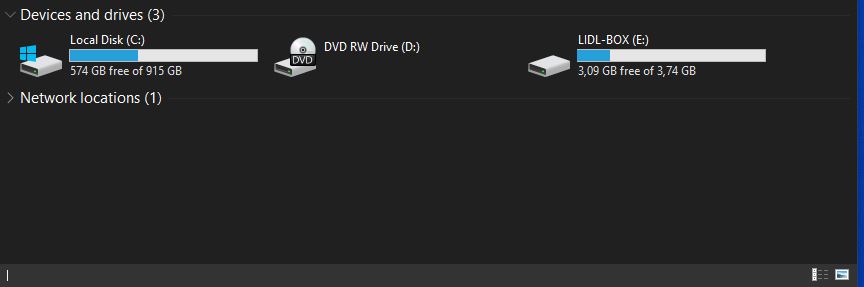 Devices and drives (3)
Local Disk (C:)
574 GB free of 915 GB
DVD RW Drive (D:)
DVD
LIDL-BOX (E:)
3,09 GB free of 3,74 GB
Network locations (1)